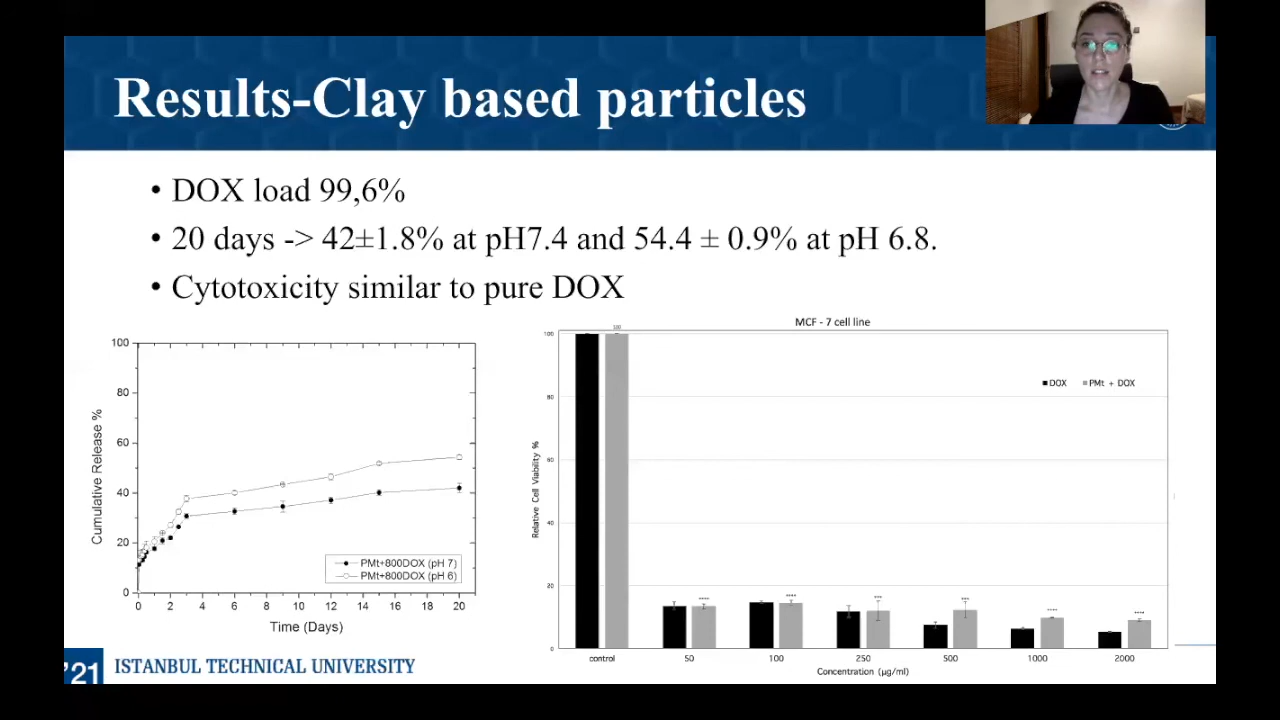 Results-Clay based particles
• DOX load 99,6%
• 20 days -> 42±1.8% at pH7.4 and 54.4 ± 0.9% at pH 6.8.
• Cytotoxicity similar to pure DOX
Cumulative Release %
100
80
60
40
20
0
0 2 4 6 8 10 12 14 16 18 20
Time (Days)
PMt+800DOX (pH 7)
PMt+800DOX (pH 6)
MCF - 7 cell line
Relative Cell Viability %
100
80
60
40
20
0
100
DOX PMt + DOX
**** **** *** *** **** ****
control 50 100 250 500 1000 2000
Concentration (µg/ml)
'21 ISTANBUL TECHNICAL UNIVERSITY